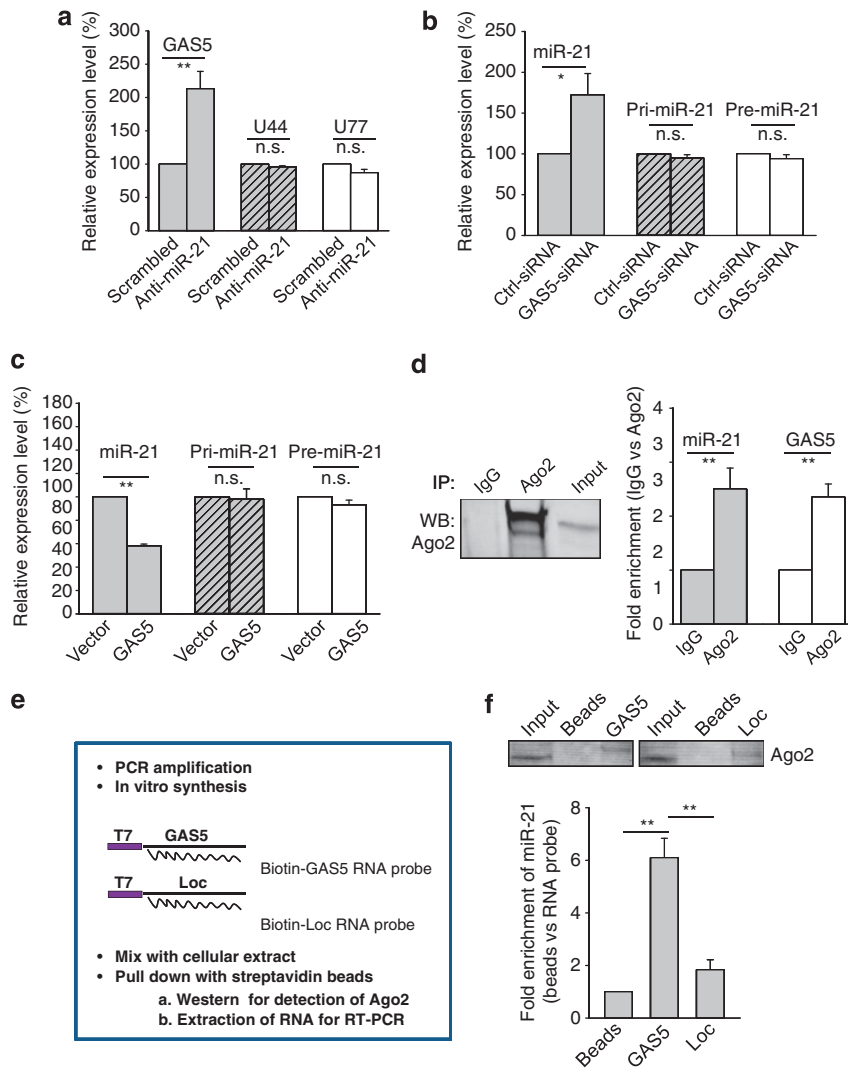 a
Relative expression level (%)
300
250
200
150
100
50
0
GAS5
**
U44
n.s.
U77
n.s.
Scrambled
Anti-miR-21
Scrambled
Anti-miR-21
Scrambled
Anti-miR-21
b
Relative expression level (%)
250
200
150
100
50
0
miR-21
*
Pri-miR-21
n.s.
Pre-miR-21
n.s.
Ctrl-siRNA
GAS5-siRNA
Ctrl-siRNA
GAS5-siRNA
Ctrl-siRNA
GAS5-siRNA
c
Relative expression level (%)
180
160
140
120
100
80
60
40
20
20
0
miR-21
**
Pri-miR-21
n.s.
Pre-miR-21
n.s.
Vector
GAS5
Vector
GAS5
Vector
GAS5
d
IP:
IgG
Ago2
Input
WB:
Ago2
Fold enrichment (IgG vs Ago2)
4
3
3
2
2
1
0
miR-21
**
GAS5
**
IgG
Ago2
IgG
Ago2
e
• PCR amplification
• In vitro synthesis
T7 GAS5
Biotin-GAS5 RNA probe
T7 Loc
Biotin-Loc RNA probe
• Mix with cellular extract
• Pull down with streptavidin beads
a. Western for detection of Ago2
b. Extraction of RNA for RT-PCR
f
Input
Beads
GAS5
Input
Beads
Loc
Ago2
Fold enrichment of miR-21
(beads vs RNA probe)
8
6
4
2
0
**
**
Beads
GAS5
Loc